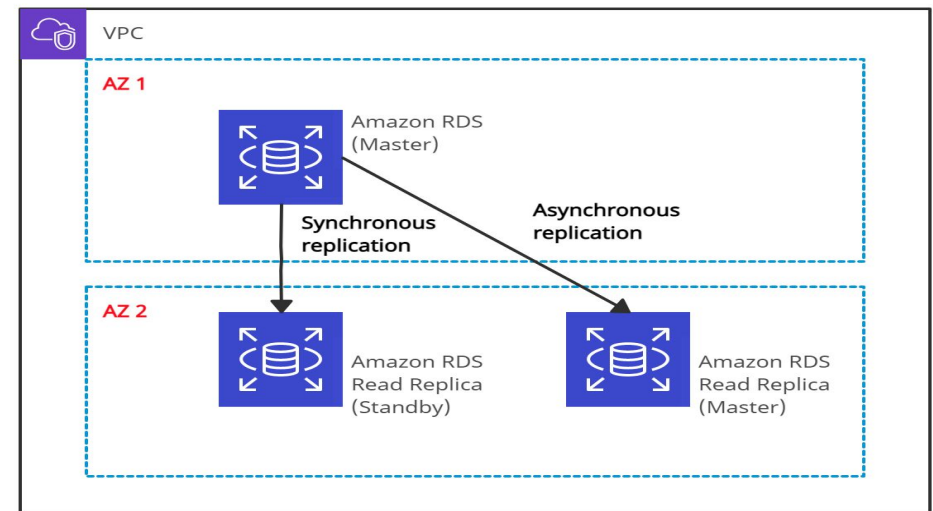 VPC
AZ 1
Amazon RDS
(Master)
Synchronous
replication
Asynchronous
replication
AZ 2
Amazon RDS
Read Replica
(Standby)
Amazon RDS
Read Replica
(Master)